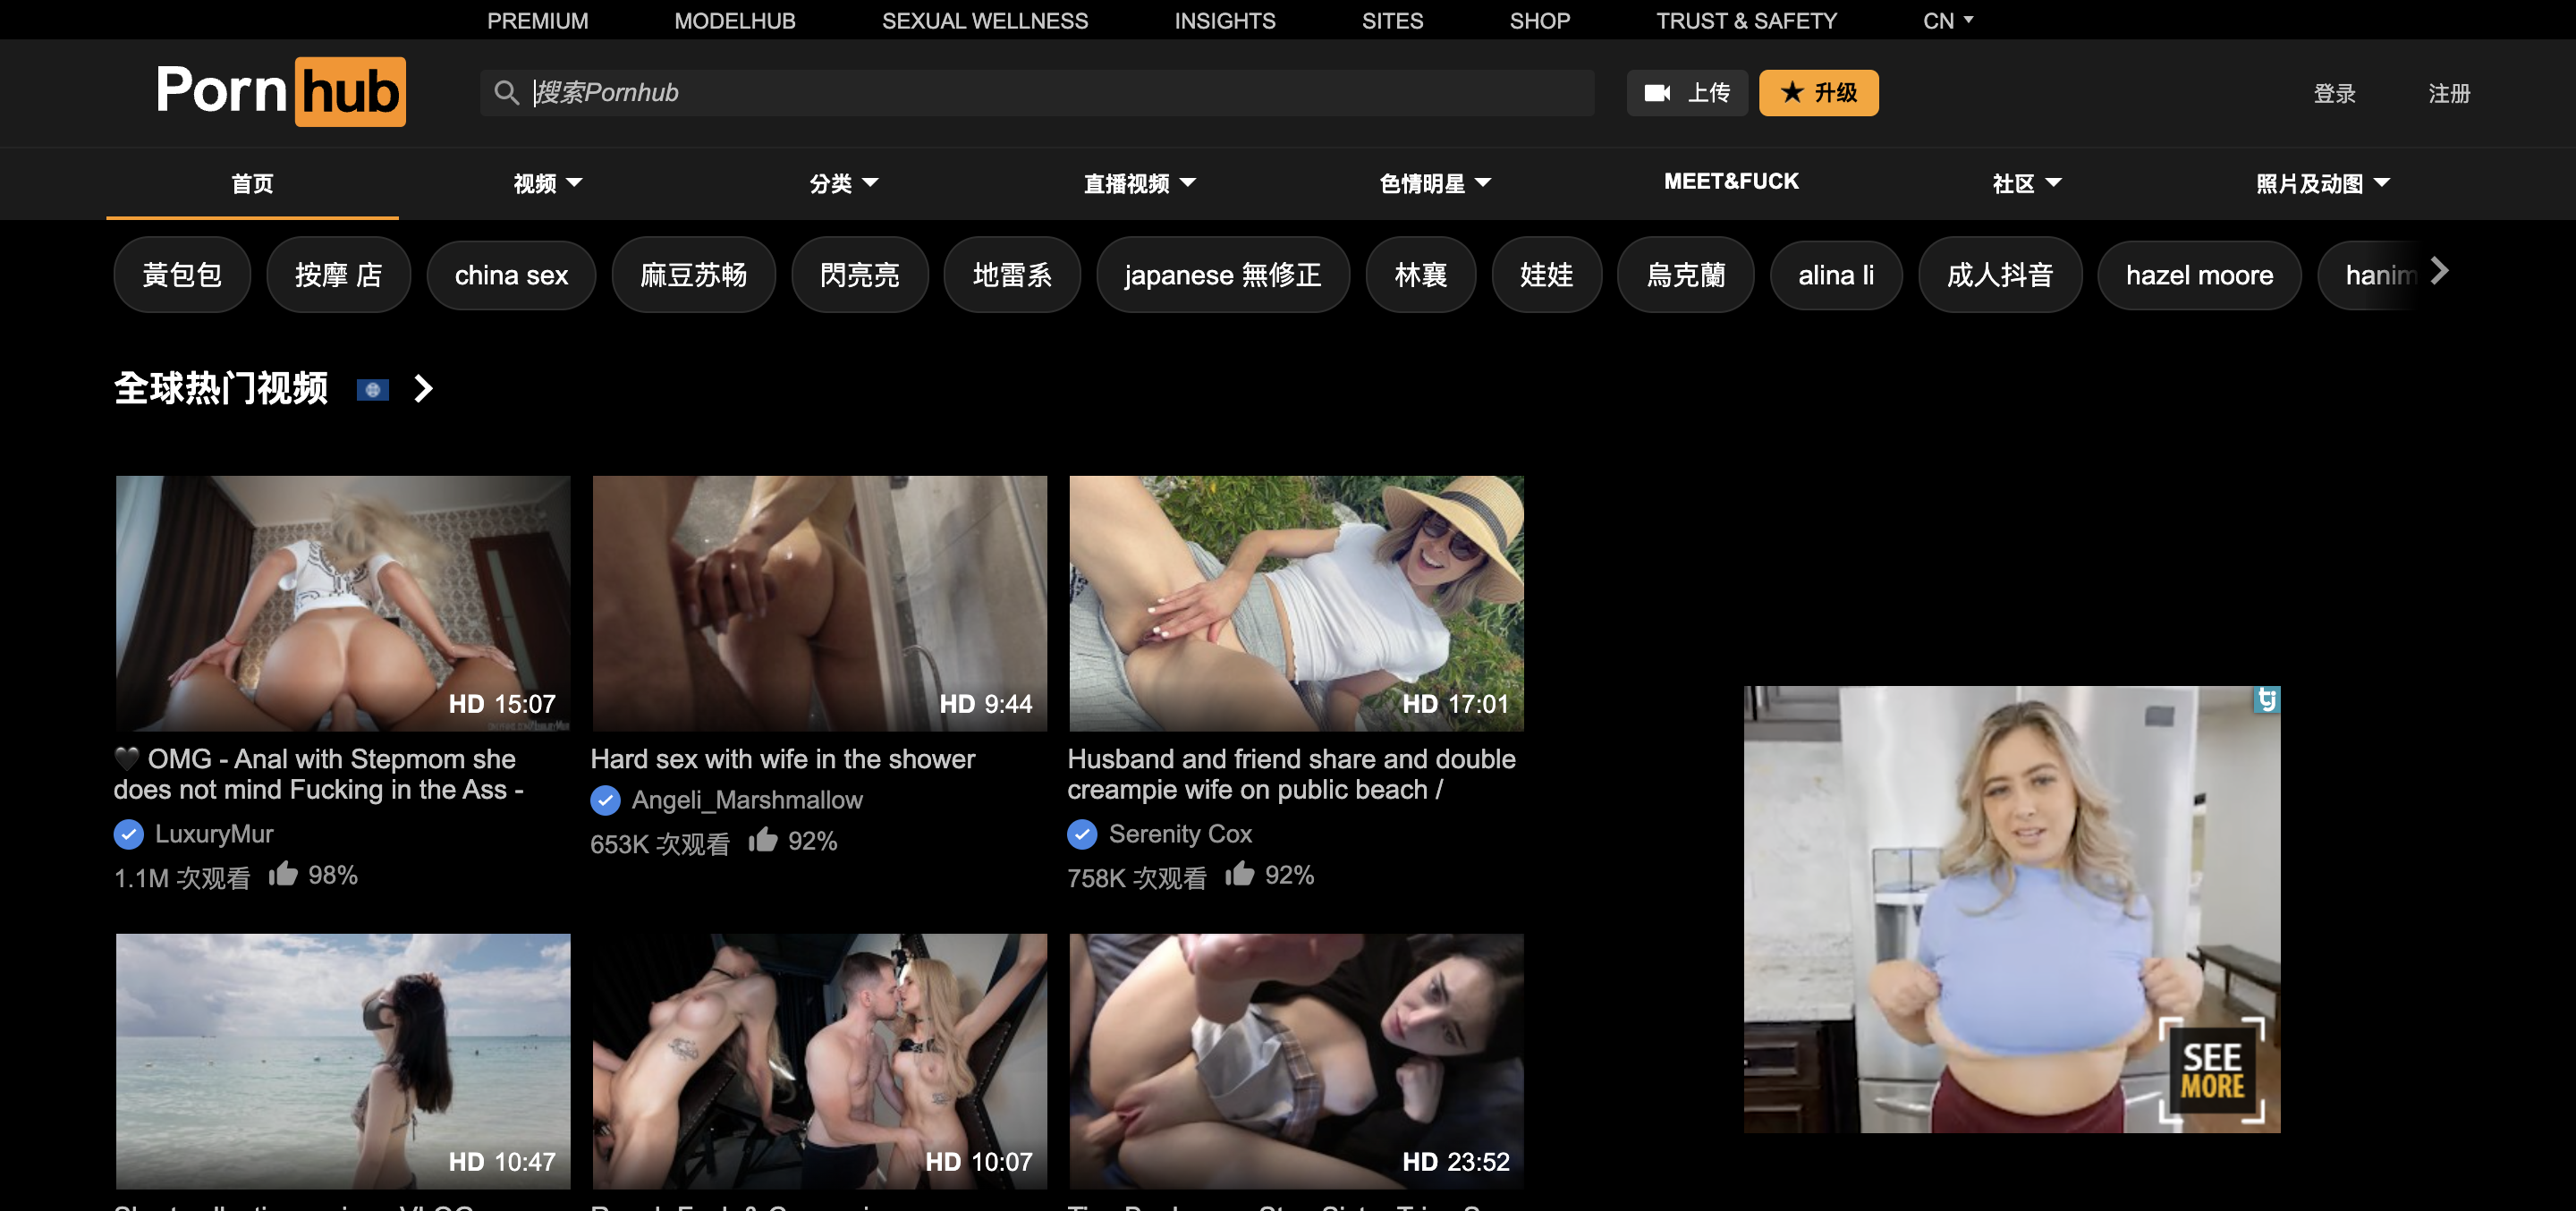 PREMIUM MODELHUB SEXUAL WELLNESS INSIGHTS SITES SHOP TRUST & SAFETY CN
Pornhub 搜索Pornhub 上传 升级 登录 注册
首页 视频 分类 直播视频 色情明星 MEET&FUCK 社区 照片及动图
黃包包 按摩 店 china sex 麻豆苏畅 閃亮亮 地雷系 japanese 無修正 林襄 娃娃 烏克蘭 alina li 成人抖音 hazel moore hanim
全球热门视频
HD 15:07
HD 9:44
HD 17:01
tj
OMG - Anal with Stepmom she
does not mind Fucking in the Ass -
LuxuryMur
1.1M 次观看 98%
Hard sex with wife in the shower
Angeli_Marshmallow
653K 次观看 92%
Husband and friend share and double
creampie wife on public beach /
Serenity Cox
758K 次观看 92%
HD 10:47
HD 10:07
HD 23:52
SEE
MORE